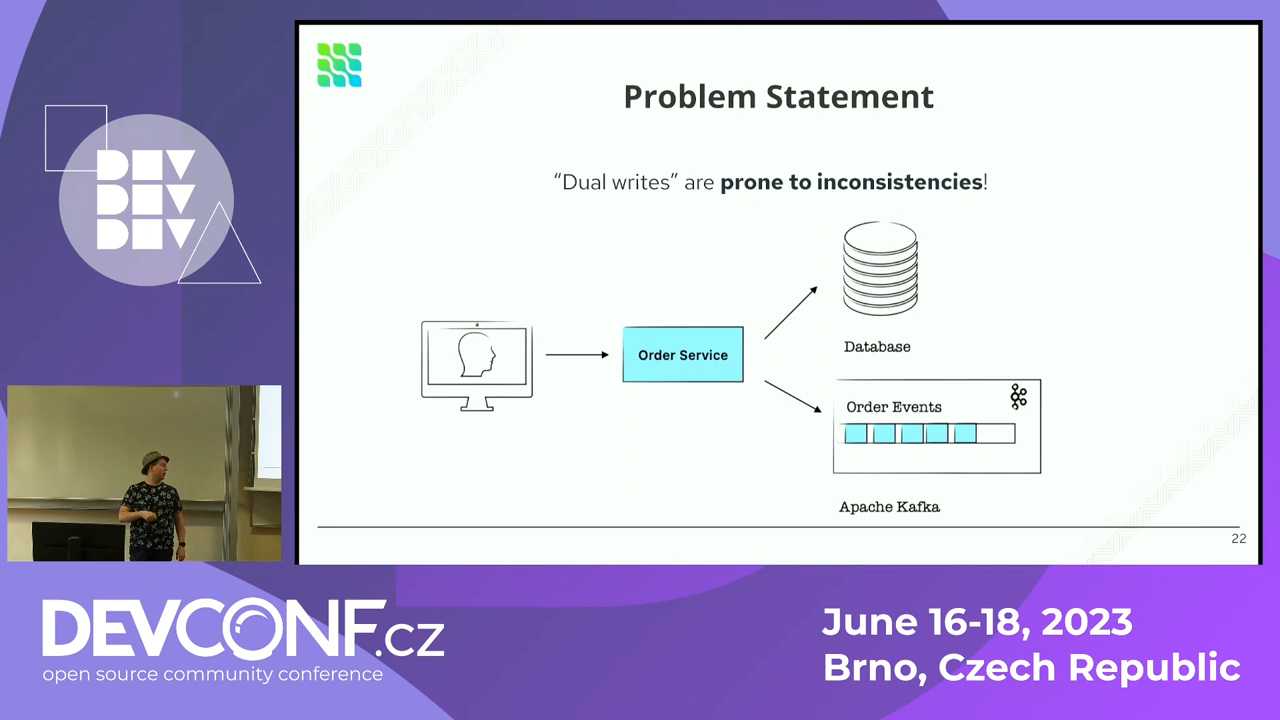 DEV
DEV
DEV
Problem Statement
“Dual writes” are prone to inconsistencies!
Order Service
Database
Order Events
Apache Kafka
22
DEVCONF.cz
open source community conference
June 16-18, 2023
Brno, Czech Republic